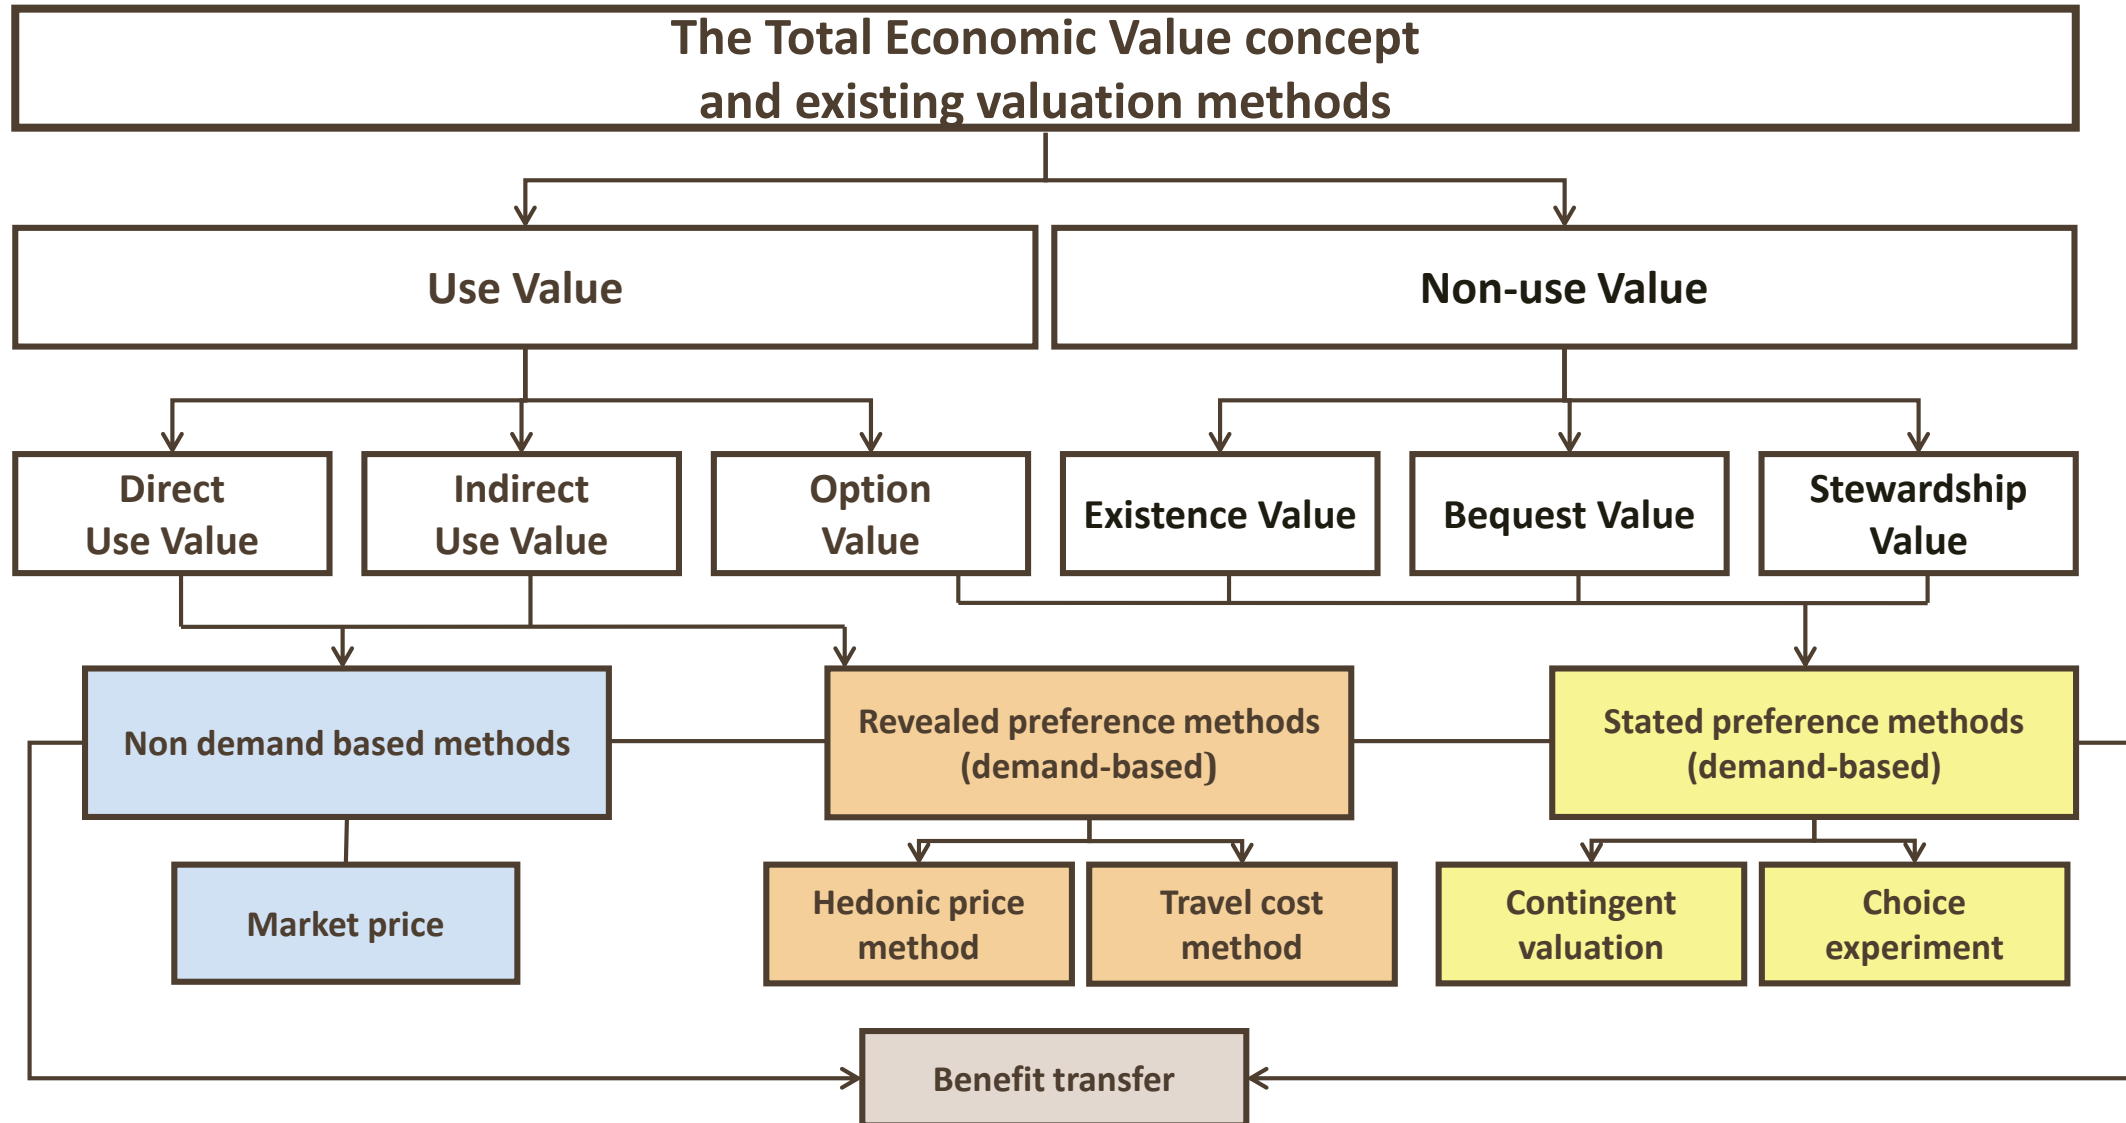 The Total Economic Value concept
and existing valuation methods
Use Value
Non-use Value
Direct
Use Value
Indirect
Use Value
Option
Value
Existence Value
Bequest Value
Stewardship
Value
Non demand based methods
Revealed preference methods
(demand-based)
Stated preference methods
(demand-based)
Market price
Hedonic price
method
Travel cost
method
Contingent
valuation
Choice
experiment
Benefit transfer